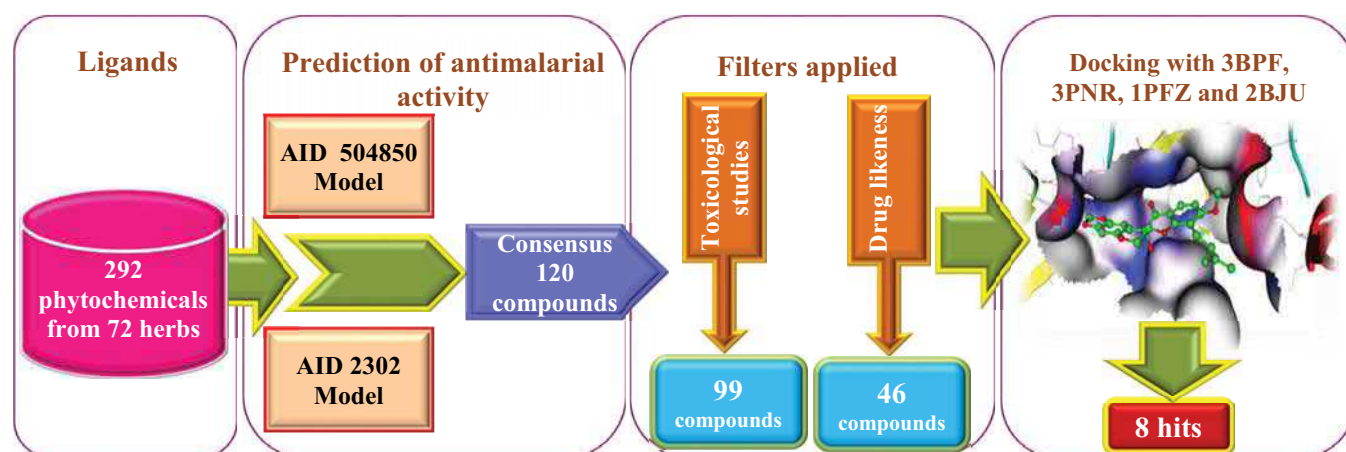 Ligands
292
phytochemicals
from 72 herbs
Prediction of antimalarial
activity
AID 504850
Model
AID 2302
Model
Consensus
120
compounds
Filters applied
Toxicological
studies
99
compounds
Drug likeness
46
compounds
Docking with 3BPF,
3PNR, 1PFZ and 2BJU
8 hits